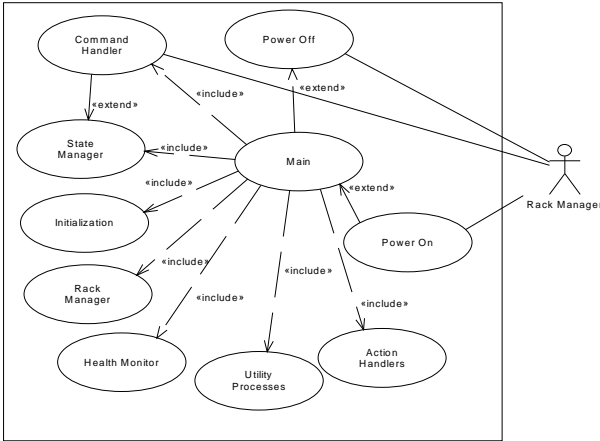 Command
Handler
Power Off
«include»
«extend»
«extend»
State
Manager
«include»
Main
«include»
«extend»
Rack Manager
Initialization
Power On
«include»
Rack
Manager
«include»
«include»
«include»
Health Monitor
Utility
Processes
Action
Handlers